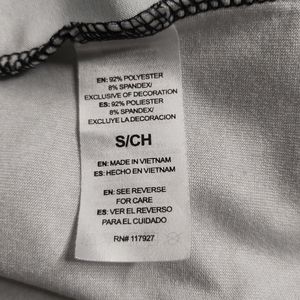 EN: 92% POLYESTER
8% SPANDEX/
EXCLUSIVE OF DECORATION
ES: 92% POLIESTER
8% SPANDEX/
EXCLUYE LA DECORACION
S/CH
EN: MADE IN VIETNAM
ES: HECHO EN VIETNAM
EN: SEE REVERSE
FOR CARE
ES: VER EL REVERSO
PARA EL CUIDADO
RN# 117927